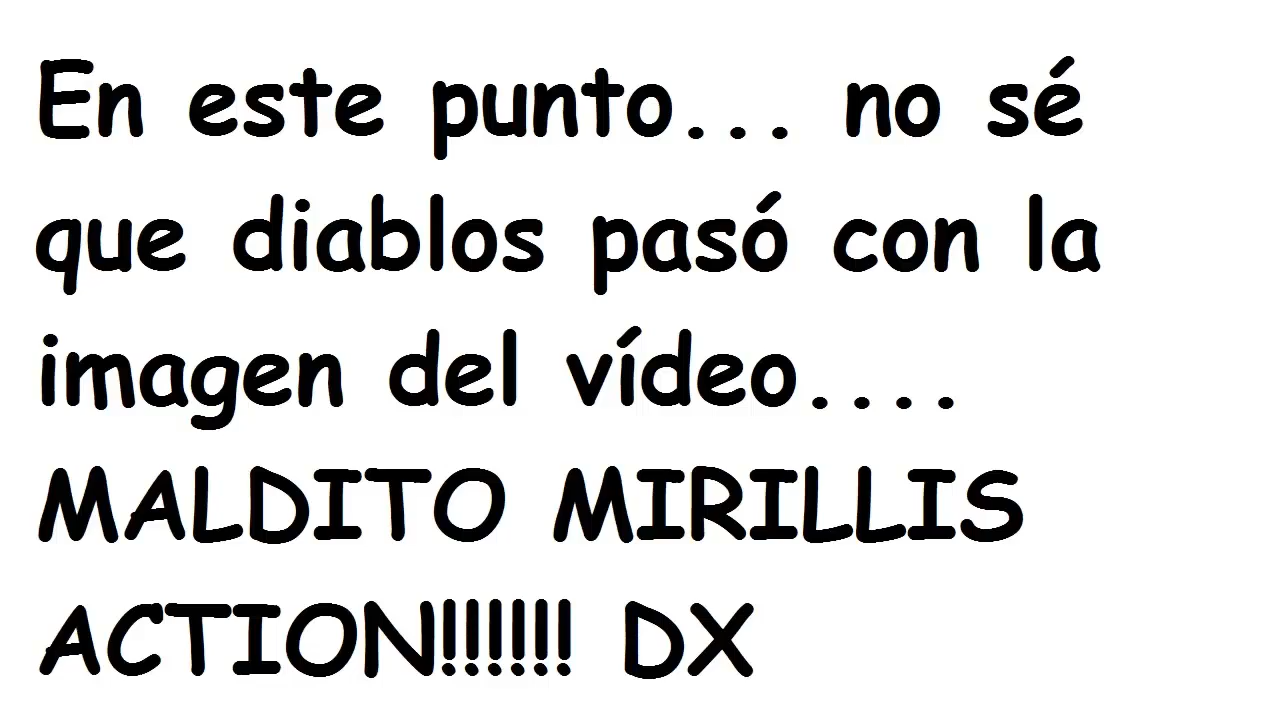 En este punto... no sé
que diablos pasó con la
imagen del vídeo....
MALDITO MIRILLIS
ACTION!!!!!! DX